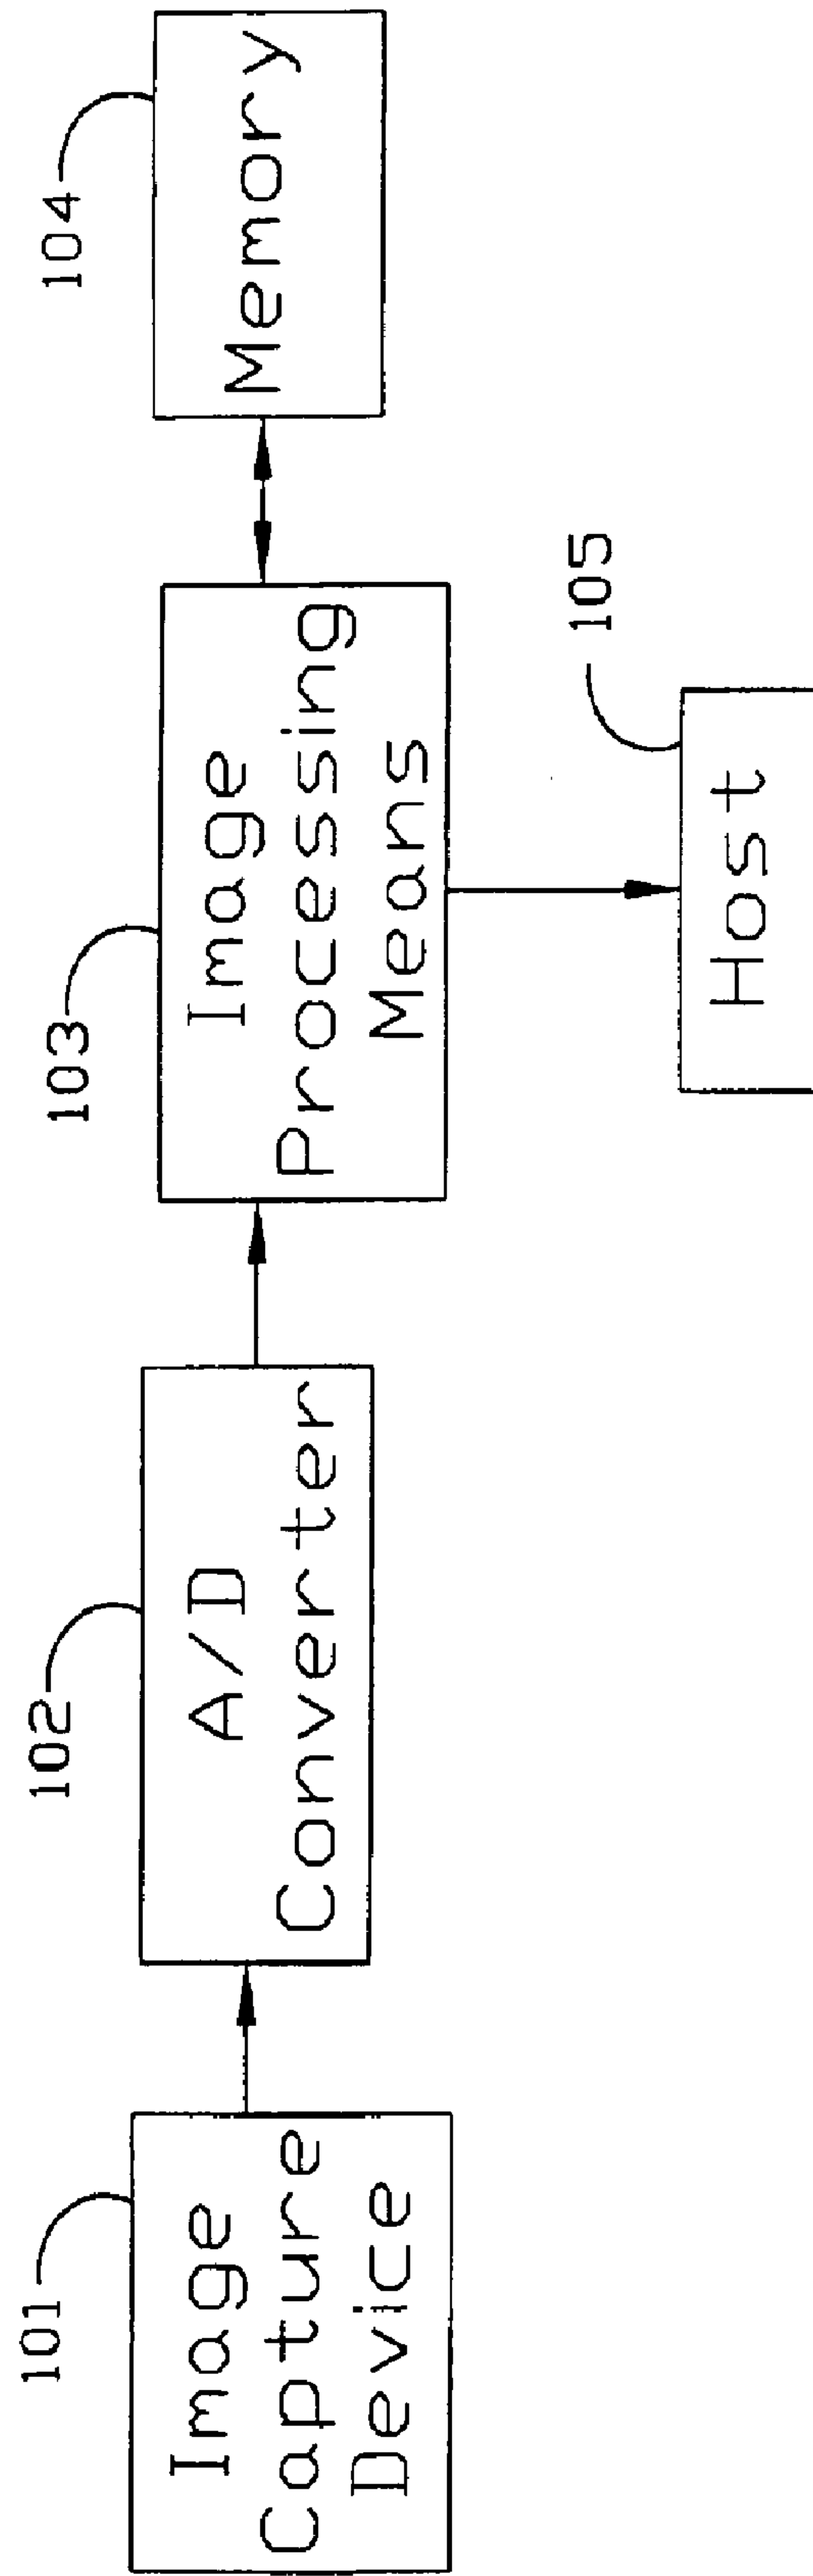 101
Image
Capture
Device
102
A/D
Converter
103
Image
Processing
Means
104
Memory
105
Host